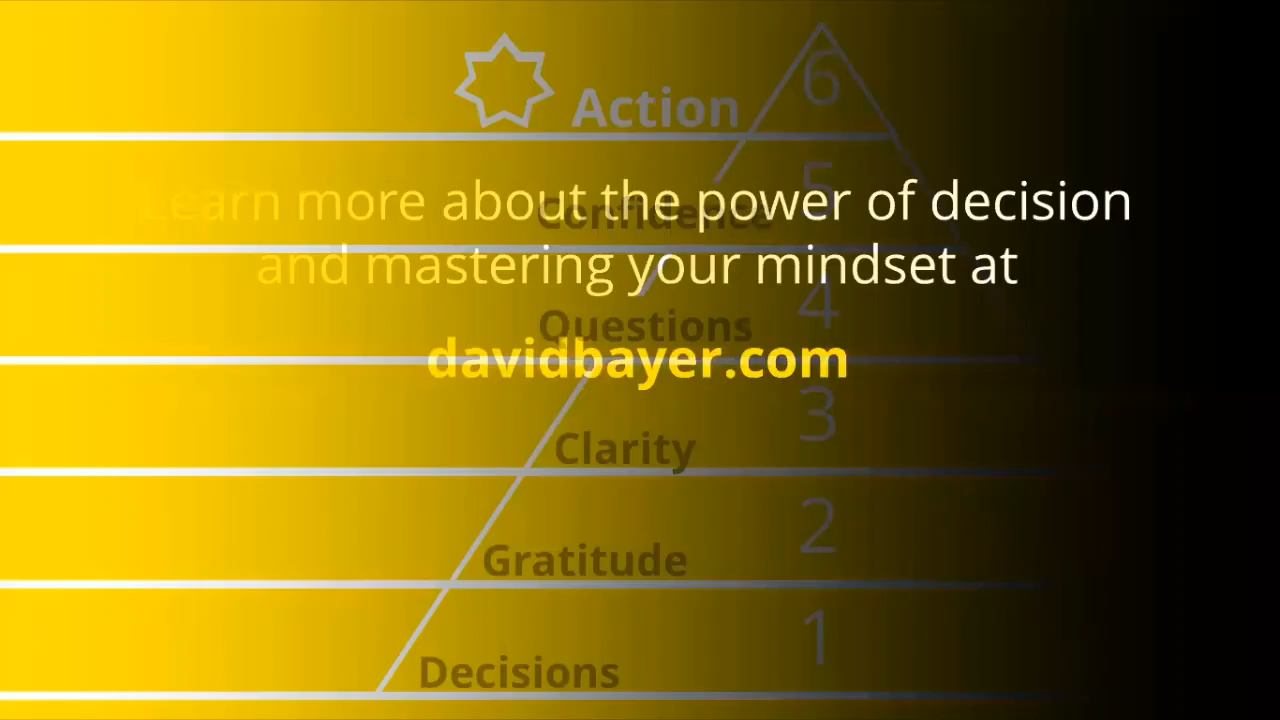 6
Action
5
Learn more about the power of decision
Confidence
and mastering your mindset at
4
Questions
davidbayer.com
3
Clarity
2
Gratitude
1
Decisions